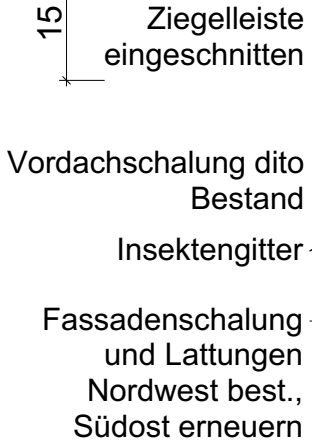 15
Ziegelleiste
eingeschnitten
Vordachschalung dito
Bestand
Insektengitter
Fassadenschalung
und Lattungen
Nordwest best.,
Südost erneuern